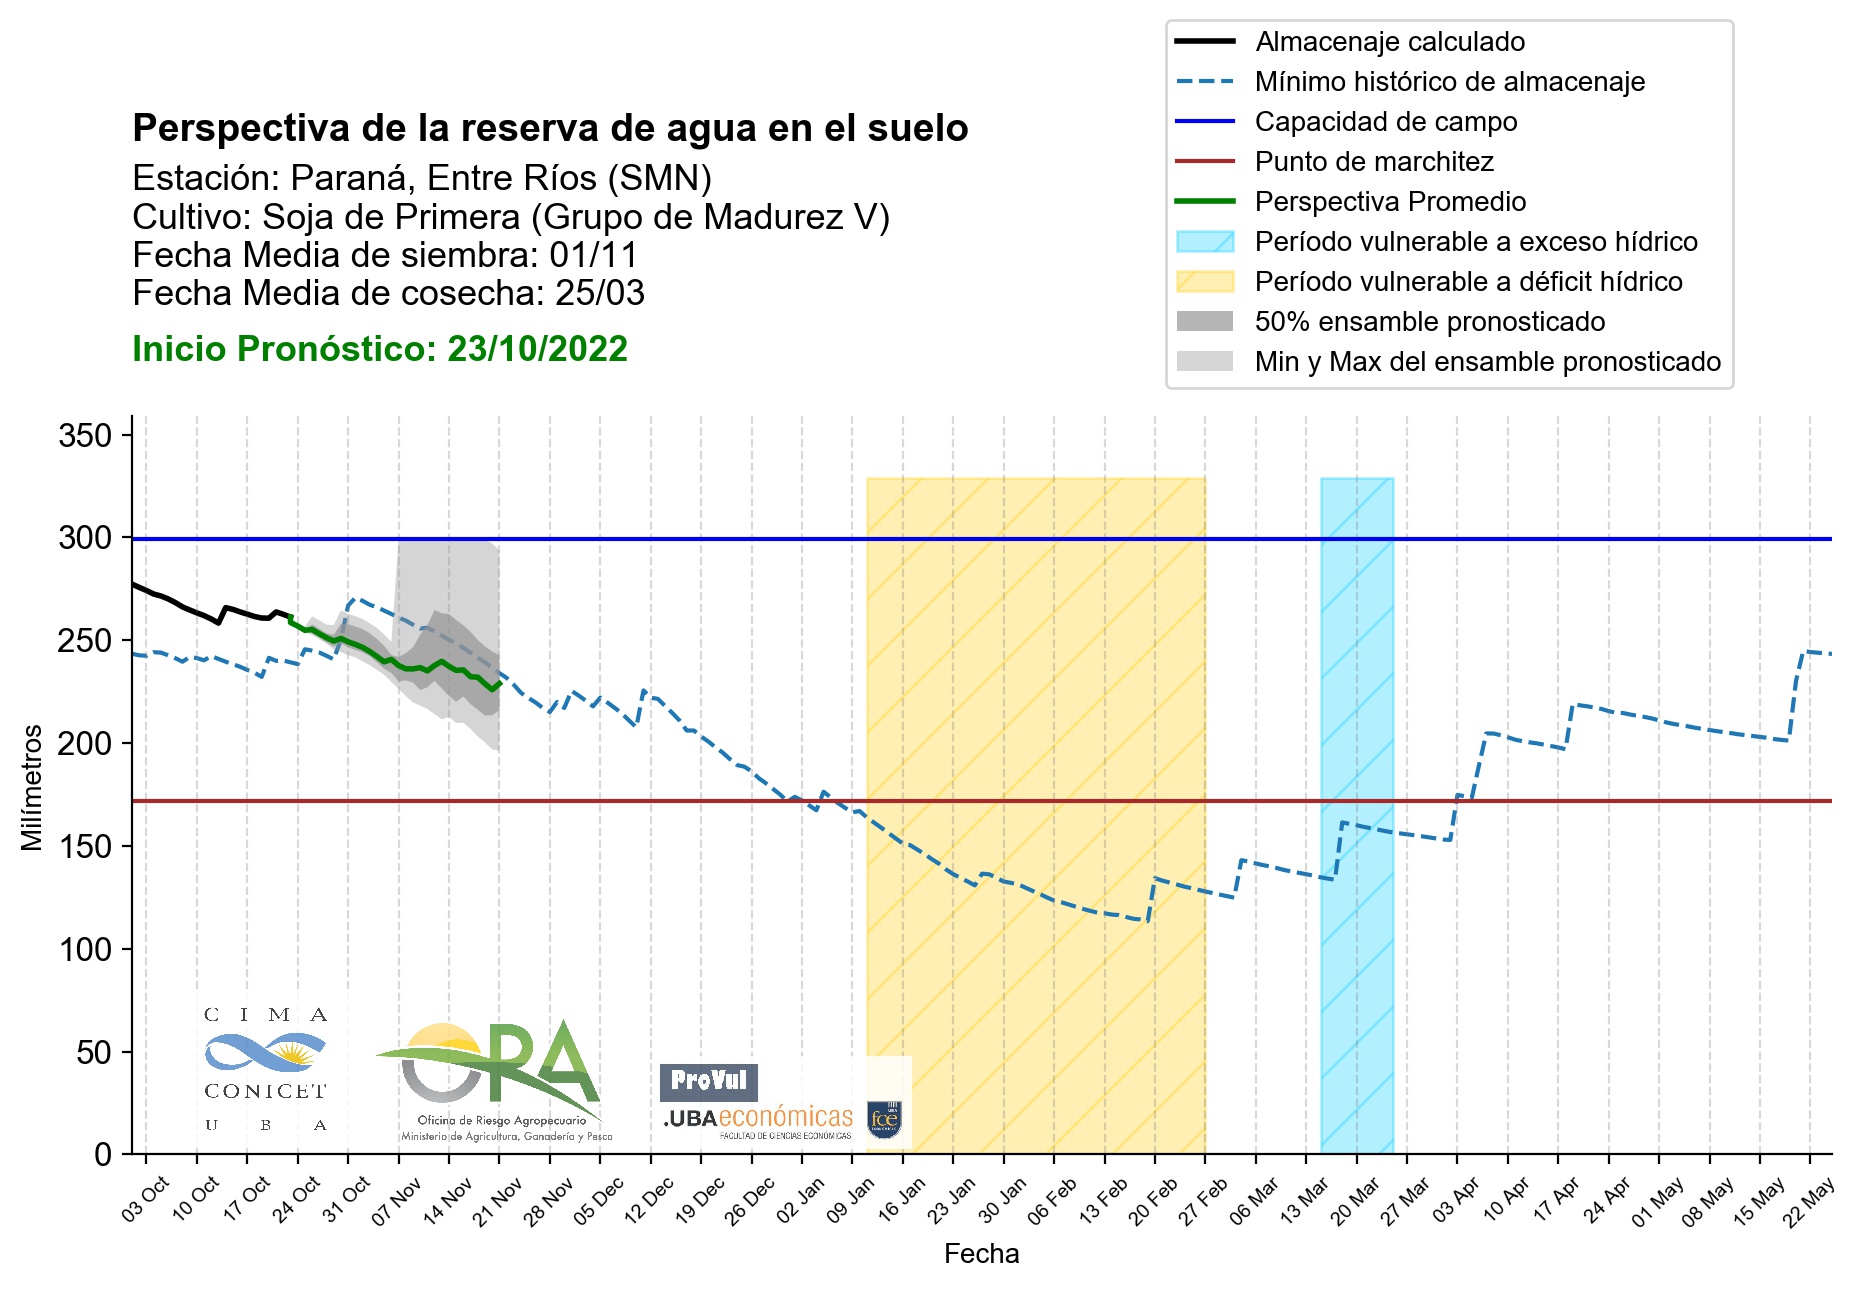 Almacenaje calculado
Mínimo histórico de almacenaje
Capacidad de campo
Punto de marchitez
Perspectiva Promedio
Período vulnerable a exceso hídrico
Período vulnerable a déficit hídrico
50% ensamble pronosticado
Min y Max del ensamble pronosticado
Perspectiva de la reserva de agua en el suelo
Estación: Paraná, Entre Ríos (SMN)
Cultivo: Soja de Primera (Grupo de Madurez V)
Fecha Media de siembra: 01/11
Fecha Media de cosecha: 25/03
Inicio Pronóstico: 23/10/2022
350
300
250
200
150
100
50
0
Milímetros
C I M A
CONICET
U B A
ORA
Oficina de Riesgo Agropecuario
Ministerio de Agricultura, Ganadería y Pesca
ProVul
.UBAeconómicas
FACULTAD DE CIENCIAS ECONÓMICAS
UBA
fce
03 Oct
10 Oct
17 Oct
24 Oct
31 Oct
07 Nov
14 Nov
21 Nov
28 Nov
05 Dec
12 Dec
19 Dec
26 Dec
02 Jan
09 Jan
16 Jan
23 Jan
30 Jan
06 Feb
13 Feb
20 Feb
27 Feb
06 Mar
13 Mar
20 Mar
27 Mar
03 Apr
10 Apr
17 Apr
24 Apr
01 May
08 May
15 May
22 May
Fecha